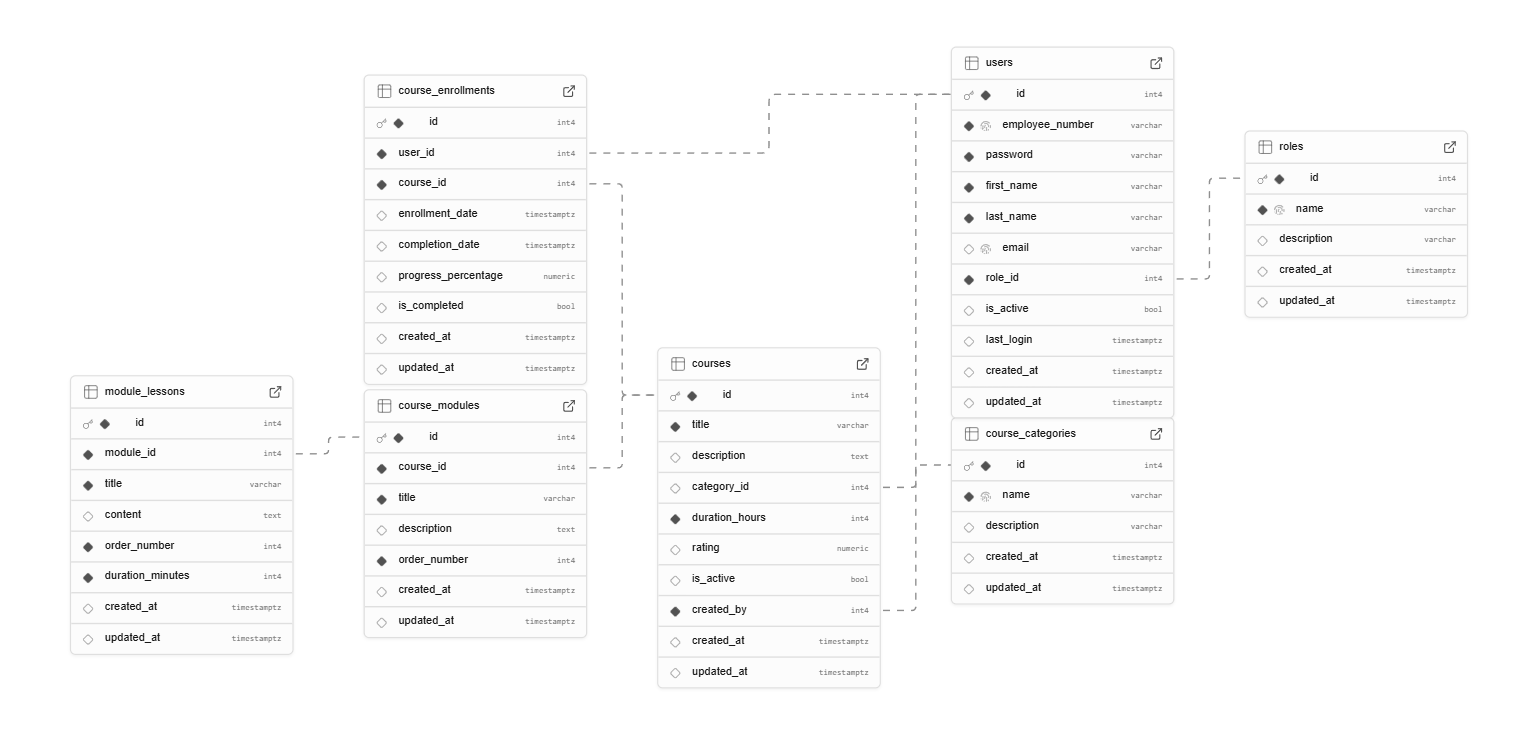 users
id int4
employee_number varchar
password varchar
first_name varchar
last_name varchar
email varchar
role_id int4
is_active bool
last_login timestamptz
created_at timestamptz
updated_at timestamptz
course_enrollments
id int4
user_id int4
course_id int4
enrollment_date timestamptz
completion_date timestamptz
progress_percentage numeric
is_completed bool
created_at timestamptz
updated_at timestamptz
roles
id int4
name varchar
description varchar
created_at timestamptz
updated_at timestamptz
courses
id int4
title varchar
description text
category_id int4
duration_hours int4
rating numeric
is_active bool
created_by int4
created_at timestamptz
updated_at timestamptz
module_lessons
id int4
module_id int4
title varchar
content text
order_number int4
duration_minutes int4
created_at timestamptz
updated_at timestamptz
course_modules
id int4
course_id int4
title varchar
description text
order_number int4
created_at timestamptz
updated_at timestamptz
course_categories
id int4
name varchar
description varchar
created_at timestamptz
updated_at timestamptz